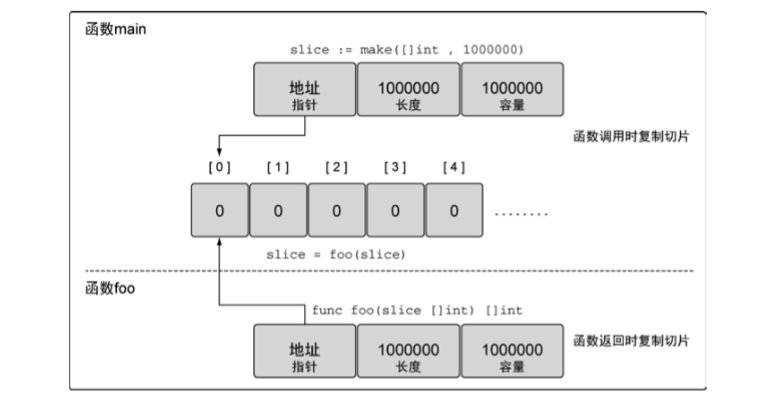 函数main
slice := make([]int , 1000000)
地址 1000000 1000000
指针 长度 容量
函数调用时复制切片
[0] [1] [2] [3] [4]
0 0 0 0 0 ........
slice = foo(slice)
函数foo
func foo(slice []int) []int
地址 1000000 1000000
指针 长度 容量
函数返回时复制切片